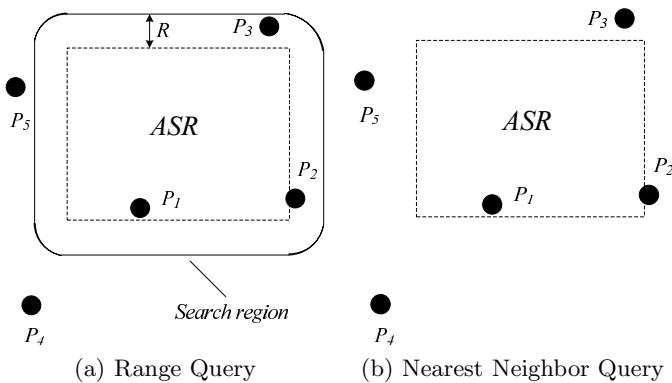 R
P3
P3
P5
P5
ASR
ASR
P2
P2
P1
P1
Search region
P4
P4
(a) Range Query
(b) Nearest Neighbor Query